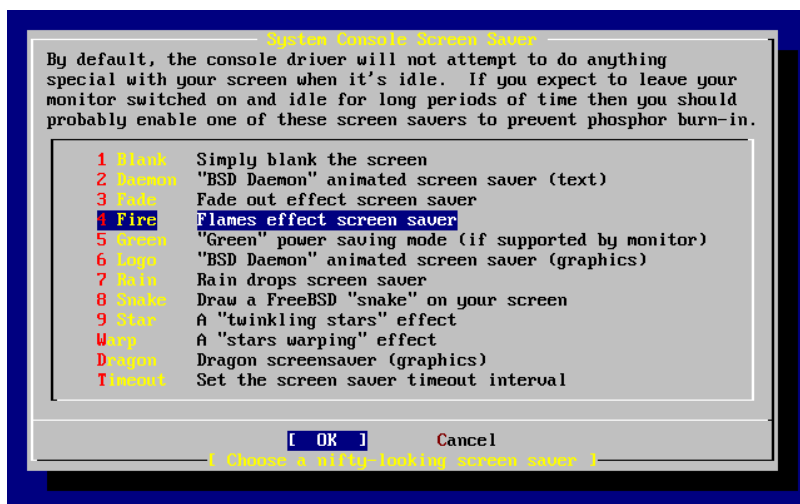 System Console Screen Saver
By default, the console driver will not attempt to do anything
special with your screen when it's idle.  If you expect to leave your
monitor switched on and idle for long periods of time then you should
probably enable one of these screen savers to prevent phosphor burn-in.
1 Blank   Simply blank the screen
2 Daemon  "BSD Daemon" animated screen saver (text)
3 Fade    Fade out effect screen saver
4 Fire    Flames effect screen saver
5 Green   "Green" power saving mode (if supported by monitor)
6 Logo    "BSD Daemon" animated screen saver (graphics)
7 Rain    Rain drops screen saver
8 Snake   Draw a FreeBSD "snake" on your screen
9 Star    A "twinkling stars" effect
Warp      A "stars warping" effect
Dragon    Dragon screensaver (graphics)
Timeout   Set the screen saver timeout interval
[  OK  ]       Cancel
[ Choose a nifty-looking screen saver ]